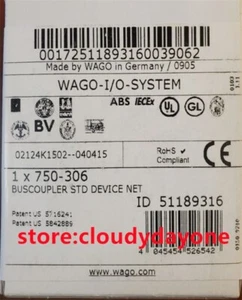 00172511893160039062
Made by WAGO in Germany / 0905
WAGO-I/O-SYSTEM
ABS IECEx
BV
UL GL
02124K1502--040415
RoHS ✓
Compliant
CE
1 x 750-306
BUSCOUPLER STD DEVICE NET
Patent US 5716241;
Patent US 5842889
ID 51189316
store:cloudydayone
www.wago.com
4 045454 526542